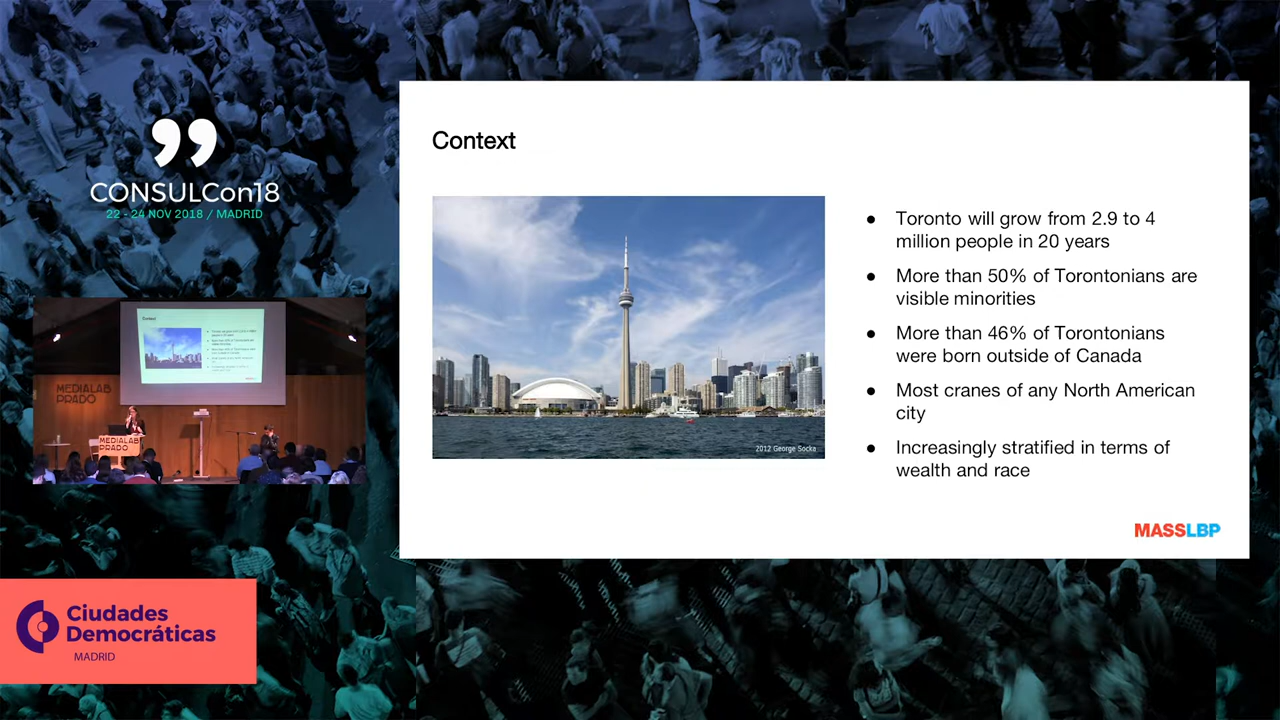 CONSULCon18
22 - 24 NOV 2018 / MADRID
Context
Toronto will grow from 2.9 to 4
million people in 20 years
More than 50% of Torontonians are
visible minorities
More than 46% of Torontonians
were born outside of Canada
Most cranes of any North American
city
Increasingly stratified in terms of
wealth and race
2012 George Socka
MASSLBP
Context
MEDIALAB
PRADO
MEDIALAB
PRADO
Ciudades
Democráticas
MADRID